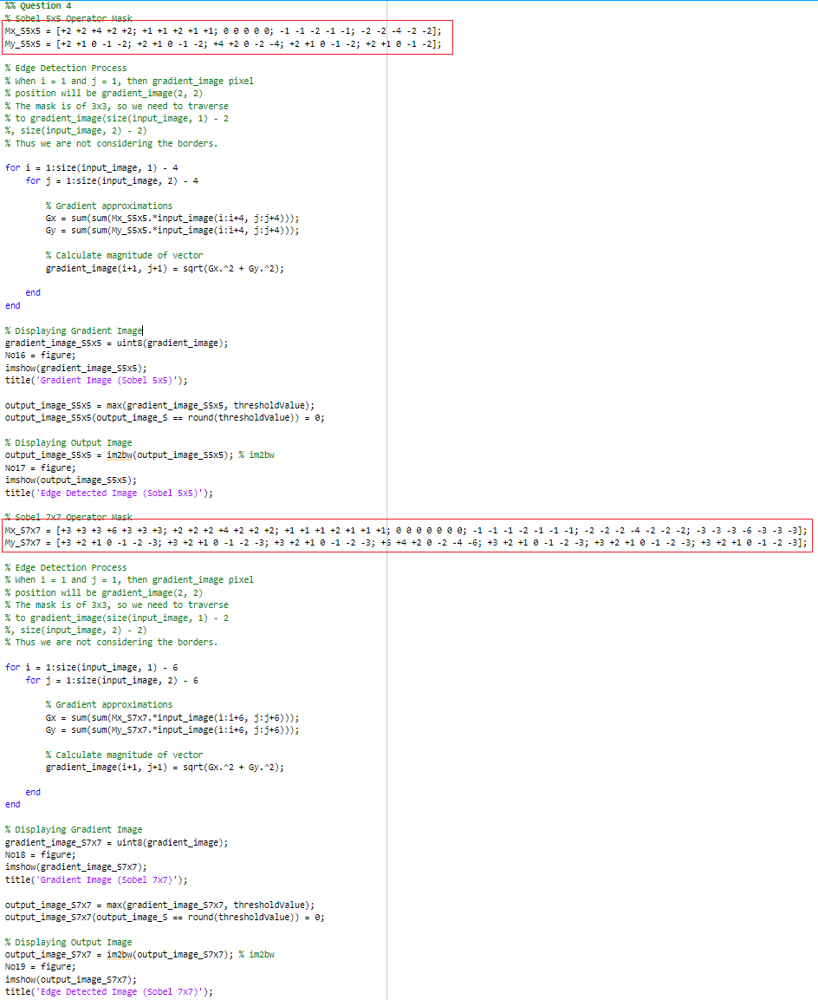 %% Question 4
% Sobel 5x5 Operator Mask
Mx_S5x5 = [+2 +2 +4 +2 +2; +1 +1 +2 +1 +1; 0 0 0 0 0; -1 -1 -2 -1 -1; -2 -2 -4 -2 -2];
My_S5x5 = [+2 +1 0 -1 -2; +2 +1 0 -1 -2; +4 +2 0 -2 -4; +2 +1 0 -1 -2; +2 +1 0 -1 -2];
% Edge Detection Process
% When i = 1 and j = 1, then gradient_image pixel
% position will be gradient_image(2, 2)
% The mask is of 3x3, so we need to traverse
% to gradient_image(size(input_image, 1) - 2
%, size(input_image, 2) - 2)
% Thus we are not considering the borders.
for i = 1:size(input_image, 1) - 4
for j = 1:size(input_image, 2) - 4
% Gradient approximations
Gx = sum(sum(Mx_S5x5.*input_image(i:i+4, j:j+4)));
Gy = sum(sum(My_S5x5.*input_image(i:i+4, j:j+4)));
% Calculate magnitude of vector
gradient_image(i+1, j+1) = sqrt(Gx.^2 + Gy.^2);
end
end
% Displaying Gradient Image
gradient_image_S5x5 = uint8(gradient_image);
No16 = figure;
imshow(gradient_image_S5x5);
title('Gradient Image (Sobel 5x5)');
output_image_S5x5 = max(gradient_image_S5x5, thresholdValue);
output_image_S5x5(output_image_S == round(thresholdValue)) = 0;
% Displaying Output Image
output_image_S5x5 = im2bw(output_image_S5x5); % im2bw
No17 = figure;
imshow(output_image_S5x5);
title('Edge Detected Image (Sobel 5x5)');
% Sobel 7x7 Operator Mask
Mx_S7x7 = [+3 +3 +3 +6 +3 +3 +3; +2 +2 +2 +4 +2 +2 +2; +1 +1 +1 +2 +1 +1 +1; 0 0 0 0 0 0 0; -1 -1 -1 -2 -1 -1 -1; -2 -2 -2 -4 -2 -2 -2; -3 -3 -3 -6 -3 -3 -3];
My_S7x7 = [+3 +2 +1 0 -1 -2 -3; +3 +2 +1 0 -1 -2 -3; +3 +2 +1 0 -1 -2 -3; +6 +4 +2 0 -2 -4 -6; +3 +2 +1 0 -1 -2 -3; +3 +2 +1 0 -1 -2 -3; +3 +2 +1 0 -1 -2 -3];
% Edge Detection Process
% When i = 1 and j = 1, then gradient_image pixel
% position will be gradient_image(2, 2)
% The mask is of 3x3, so we need to traverse
% to gradient_image(size(input_image, 1) - 2
%, size(input_image, 2) - 2)
% Thus we are not considering the borders.
for i = 1:size(input_image, 1) - 6
for j = 1:size(input_image, 2) - 6
% Gradient approximations
Gx = sum(sum(Mx_S7x7.*input_image(i:i+6, j:j+6)));
Gy = sum(sum(My_S7x7.*input_image(i:i+6, j:j+6)));
% Calculate magnitude of vector
gradient_image(i+1, j+1) = sqrt(Gx.^2 + Gy.^2);
end
end
% Displaying Gradient Image
gradient_image_S7x7 = uint8(gradient_image);
No18 = figure;
imshow(gradient_image_S7x7);
title('Gradient Image (Sobel 7x7)');
output_image_S7x7 = max(gradient_image_S7x7, thresholdValue);
output_image_S7x7(output_image_S == round(thresholdValue)) = 0;
% Displaying Output Image
output_image_S7x7 = im2bw(output_image_S7x7); % im2bw
No19 = figure;
imshow(output_image_S7x7);
title('Edge Detected Image (Sobel 7x7)');